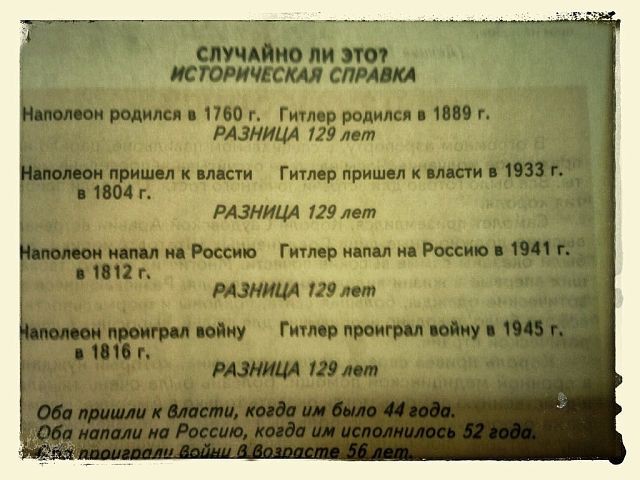 СЛУЧАЙНО ЛИ ЭТО?
ИСТОРИЧЕСКАЯ СПРАВКА
Наполеон родился в 1760 г. Гитлер родился в 1889 г.
РАЗНИЦА 129 лет
Наполеон пришел к власти Гитлер пришел к власти в 1933 г.
в 1804 г.
РАЗНИЦА 129 лет
Наполеон напал на Россию Гитлер напал на Россию в 1941 г.
в 1812 г.
РАЗНИЦА 129 лет
Наполеон проиграл войну Гитлер проиграл войну в 1945 г.
в 1816 г.
РАЗНИЦА 129 лет
Оба пришли к власти, когда им было 44 года.
Оба напали на Россию, когда им исполнилось 52 года.
Оба проиграли войну в возрасте 56 лет.